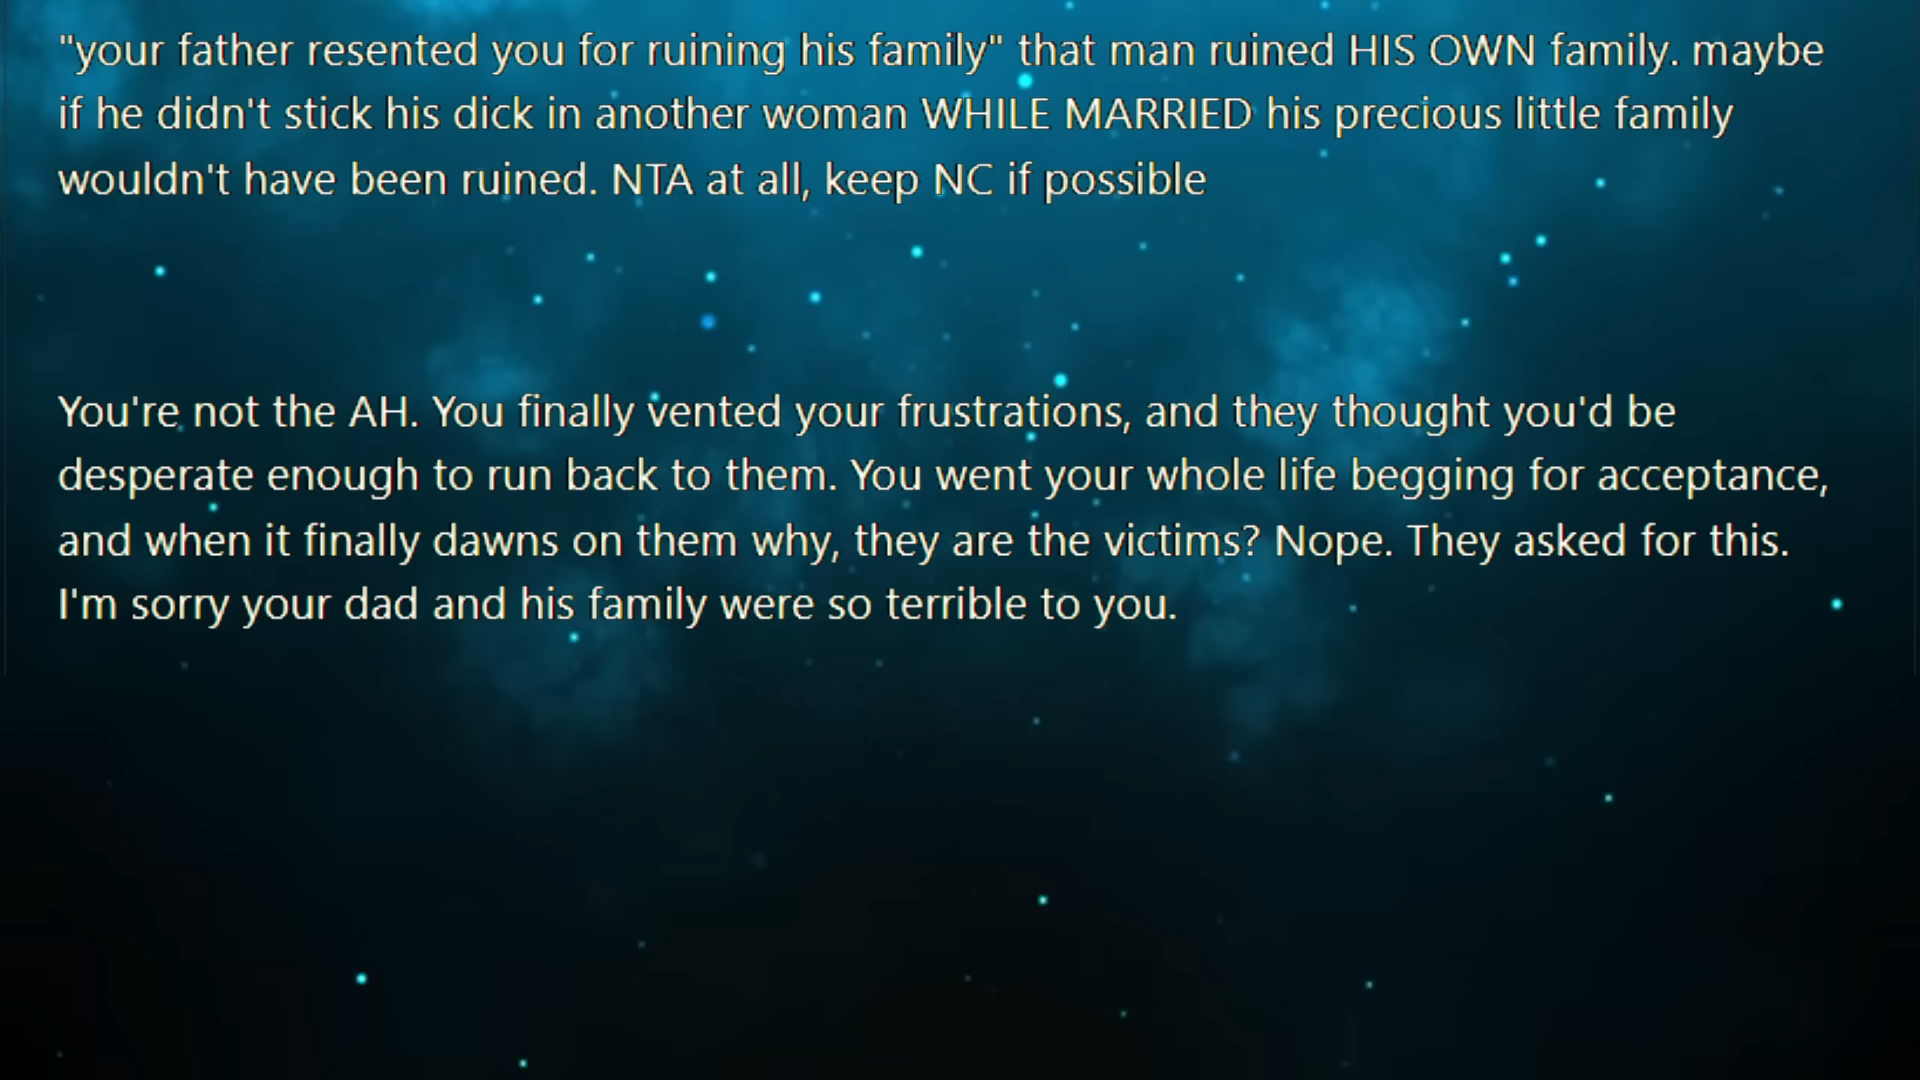 "your father resented you for ruining his family" that man ruined HIS OWN family. maybe
if he didn't stick his dick in another woman WHILE MARRIED his precious little family
wouldn't have been ruined. NTA at all, keep NC if possible
You're not the AH. You finally vented your frustrations, and they thought you'd be
desperate enough to run back to them. You went your whole life begging for acceptance,
and when it finally dawns on them why, they are the victims? Nope. They asked for this.
I'm sorry your dad and his family were so terrible to you.